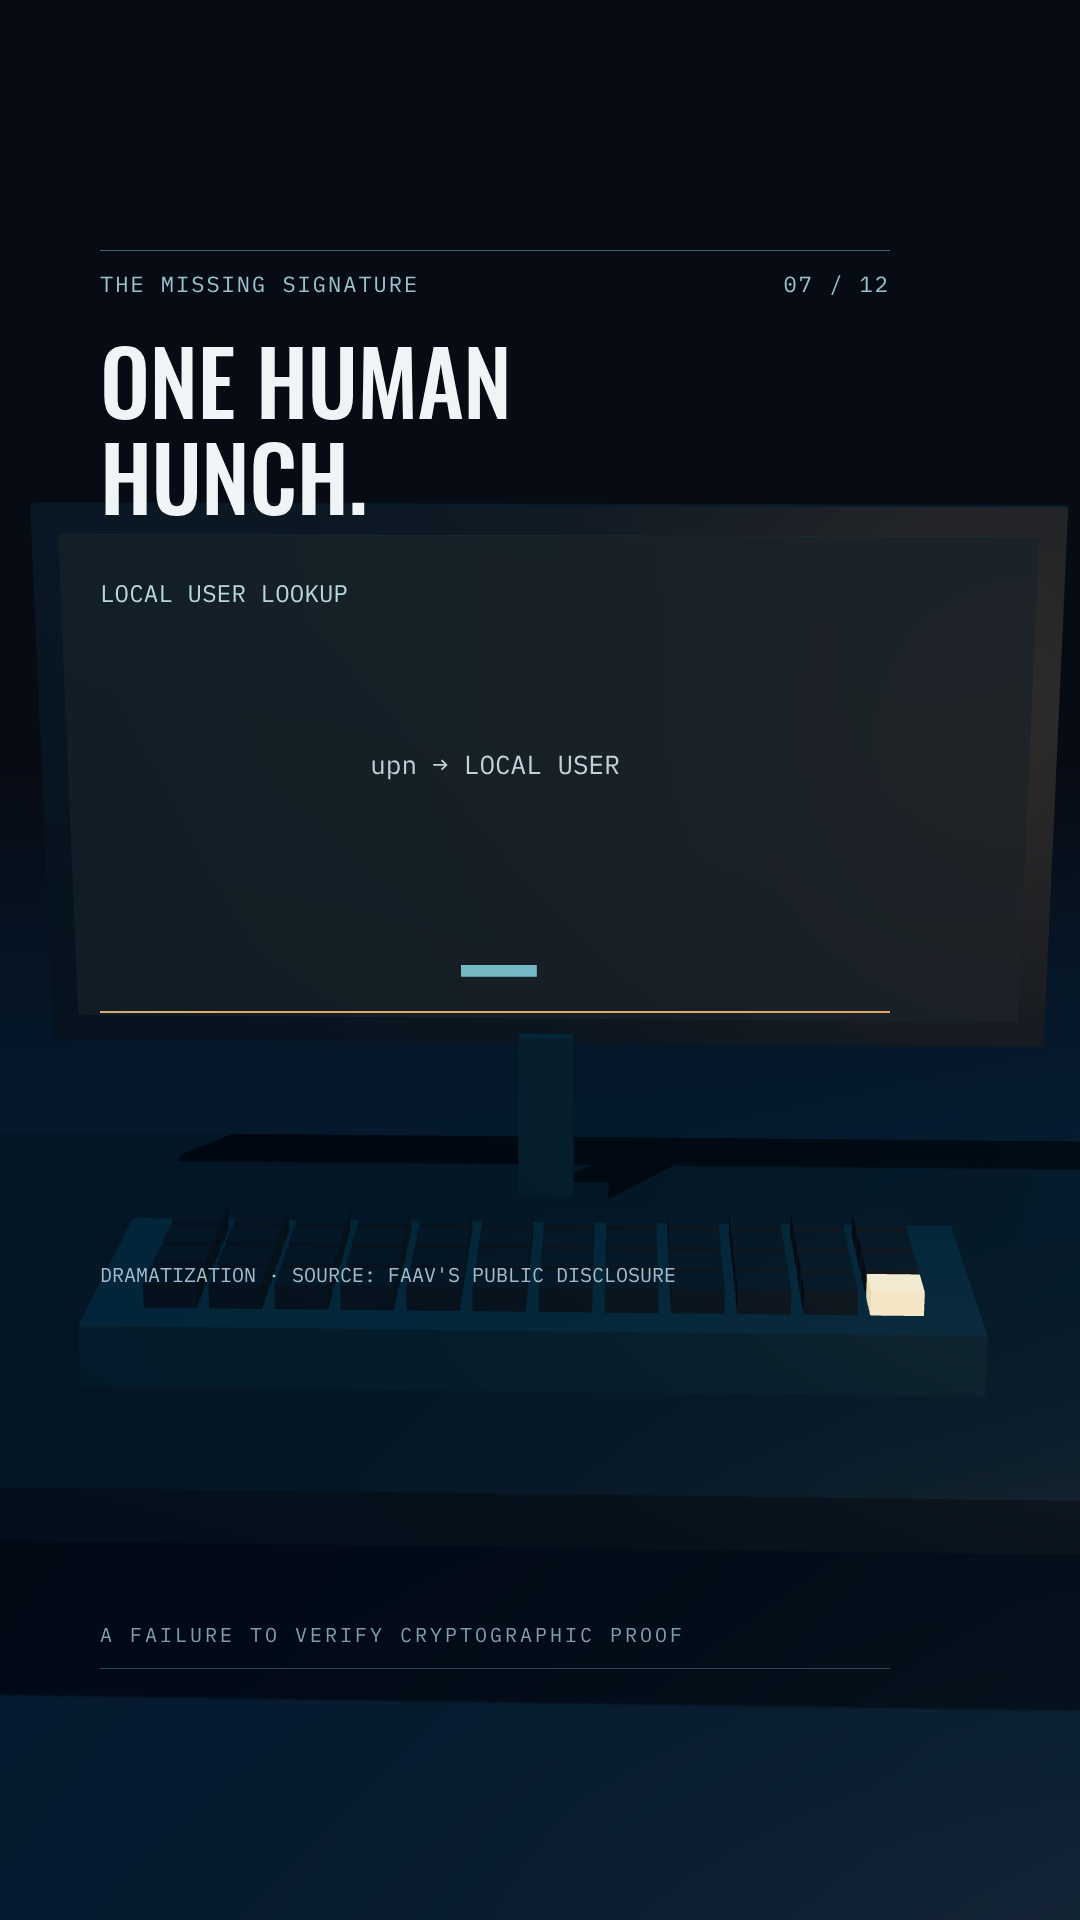 THE MISSING SIGNATURE
07 / 12
ONE HUMAN
HUNCH.
LOCAL USER LOOKUP
upn → LOCAL USER
DRAMATIZATION · SOURCE: FAAV'S PUBLIC DISCLOSURE
A FAILURE TO VERIFY CRYPTOGRAPHIC PROOF